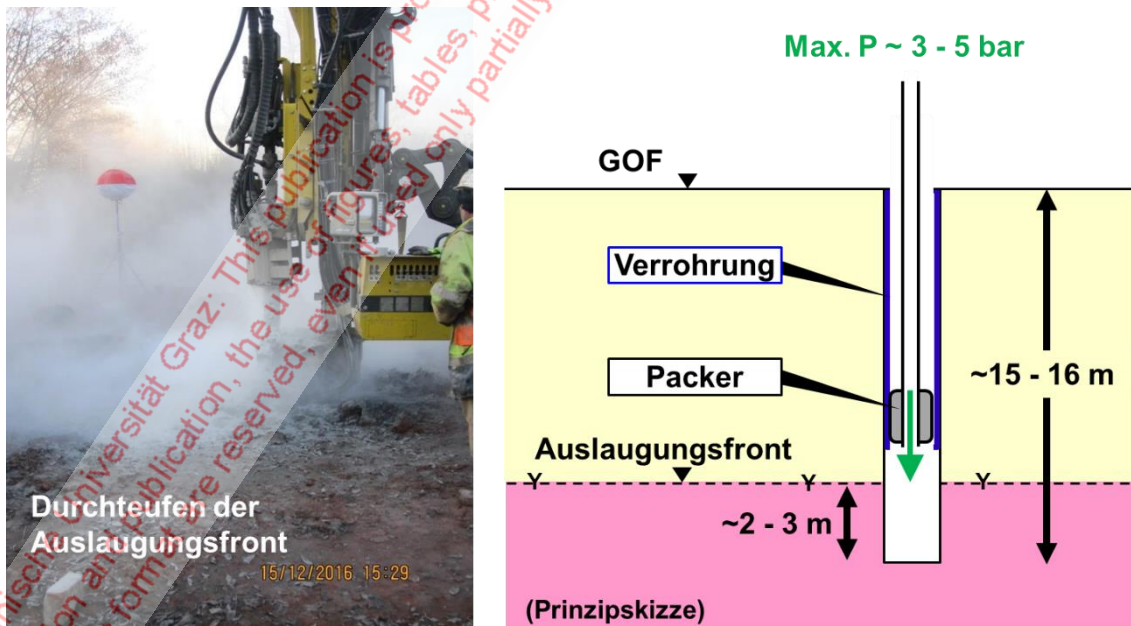 Universität Graz: This publication is
and publication, the use of figures, tables,
are reserved, even if used only partially
Durchteufen der
Auslaugungsfront
15/12/2016 15:29
Max. P ~ 3 - 5 bar
GOF
Verrohrung
Packer
~15 - 16 m
Auslaugungsfront
Y Y Y
~2 - 3 m
(Prinzipskizze)